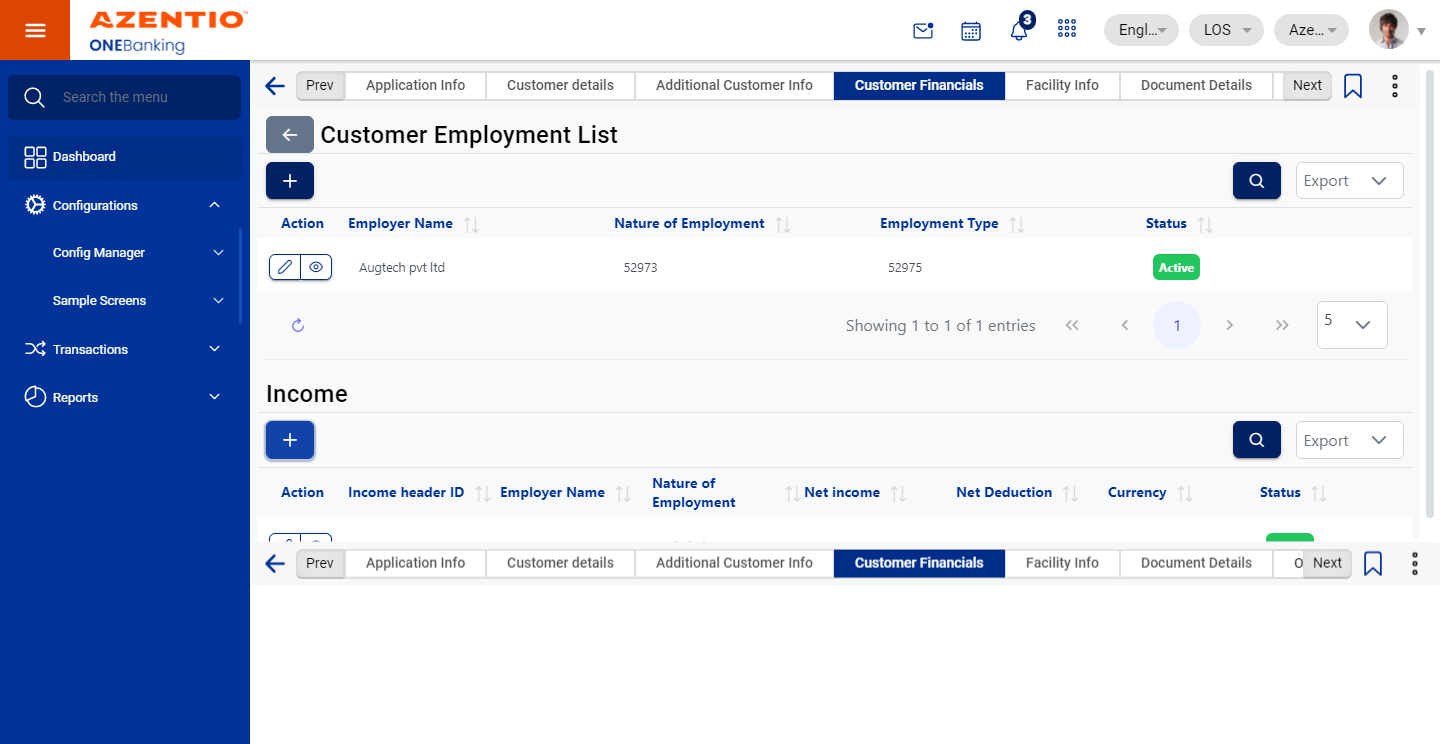 AZENTIO™
ONEBanking
3
Engl...
LOS
Aze...
Search the menu
Dashboard
Configurations
Config Manager
Sample Screens
Transactions
Reports
Prev Application Info Customer details Additional Customer Info Customer Financials Facility Info Document Details Next
Customer Employment List
Export
Action Employer Name Nature of Employment Employment Type Status
Augtech pvt ltd 52973 52975 Active
Showing 1 to 1 of 1 entries 1 5
Income
Export
Action Income header ID Employer Name Nature of Employment Net income Net Deduction Currency Status
Prev Application Info Customer details Additional Customer Info Customer Financials Facility Info Document Details Next